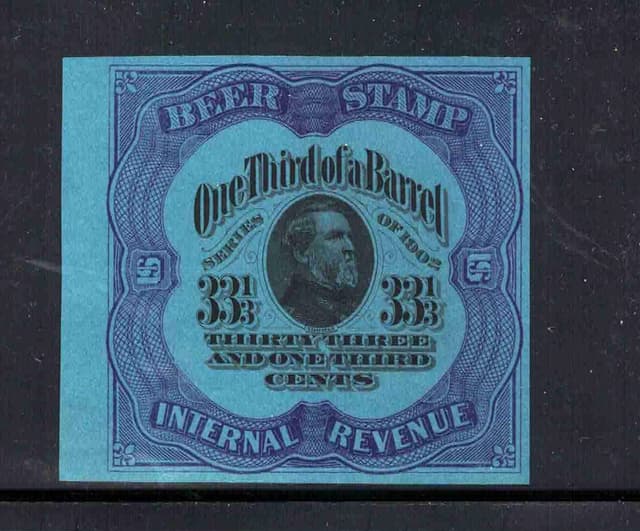 BEER STAMP
One Third of a Barrel
SERIES OF 1902
33 1/3 33 1/3
THIRTY THREE
AND ONE THIRD
CENTS
INTERNAL REVENUE